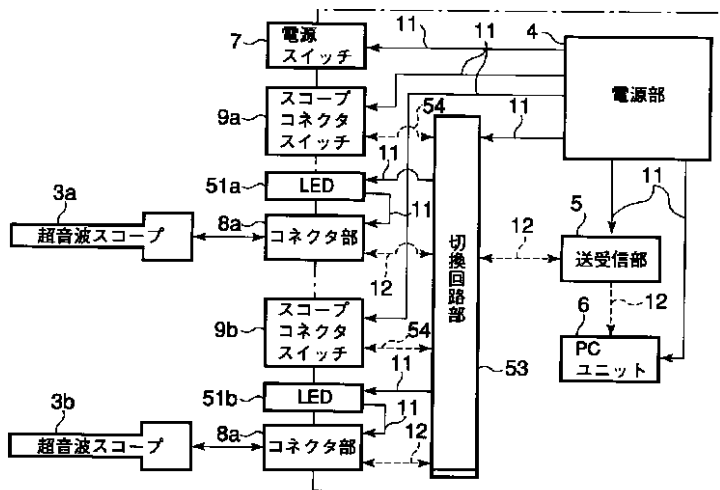 7
電源
スイッチ
11
11
4
電源部
9a
スコープ
コネクタ
スイッチ
54
11
11
51a
LED
11
3a
超音波スコープ
8a
コネクタ部
12
切換回路部
12
5
送受信部
11
12
6
PC
ユニット
9b
スコープ
コネクタ
スイッチ
54
53
11
51b
LED
11
3b
超音波スコープ
8a
コネクタ部
12